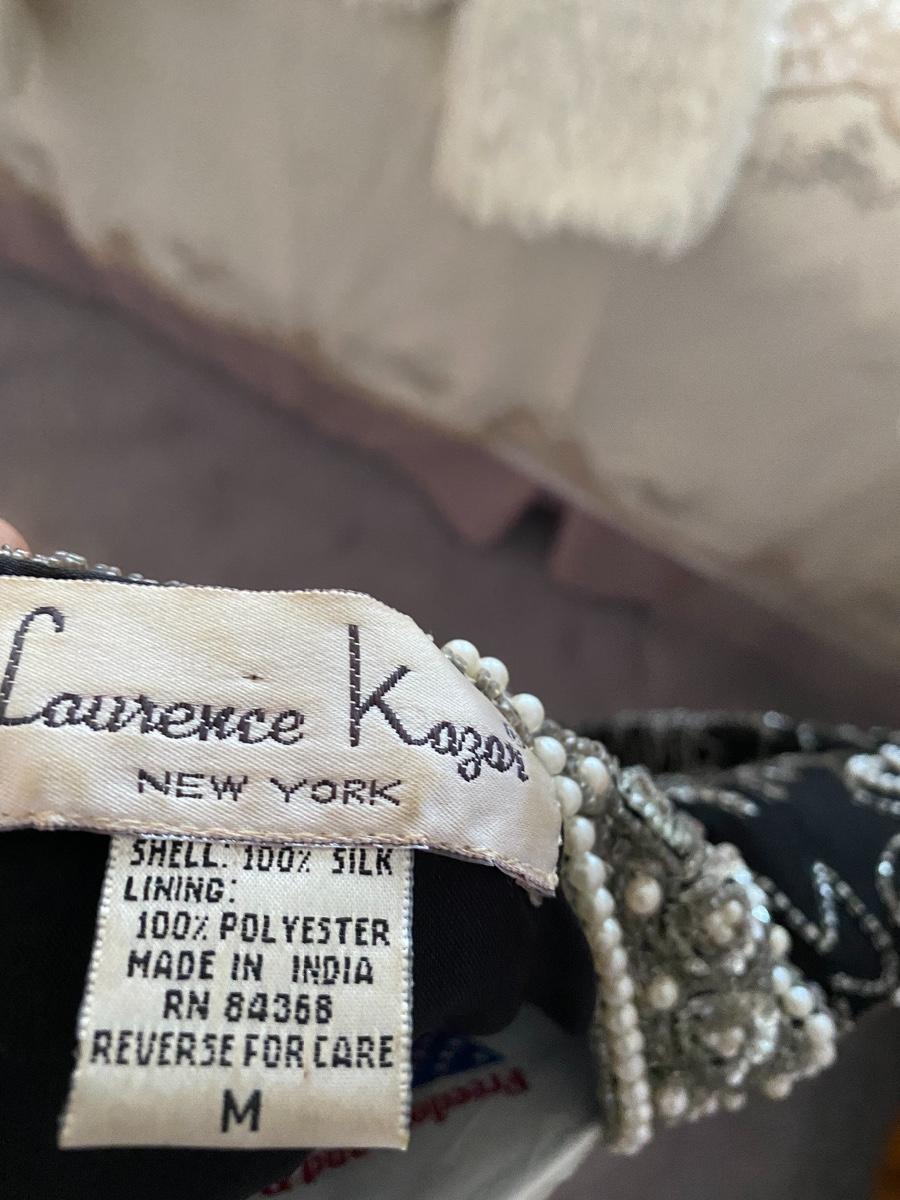 Laurence Kazar
NEW YORK
SHELL: 100% SILK
LINING:
100% POLYESTER
MADE IN INDIA
RN 84368
REVERSE FOR CARE
M